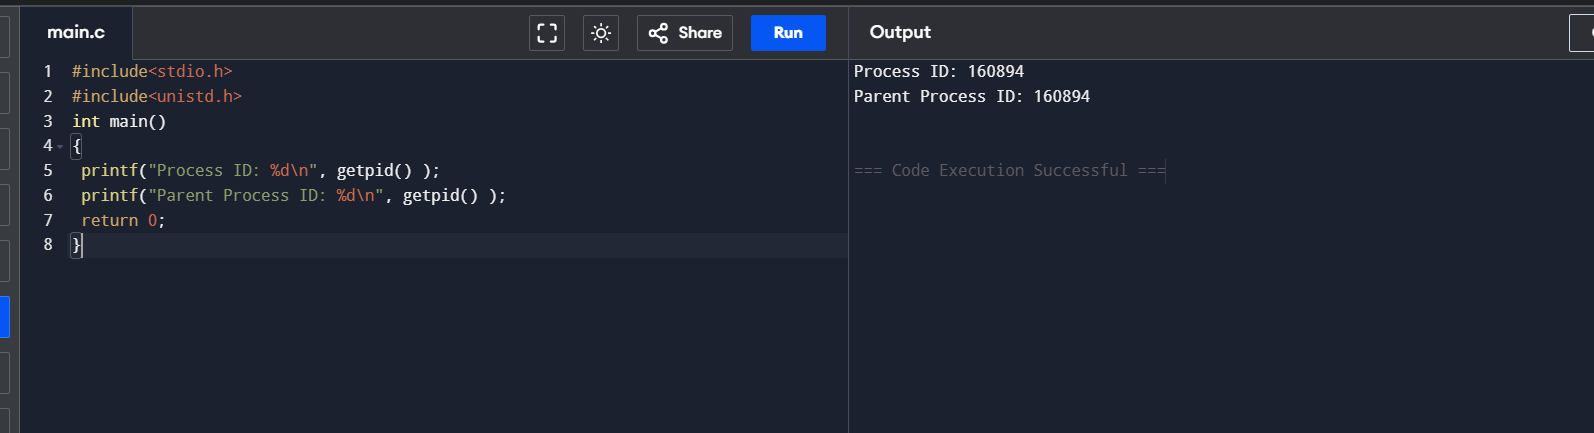 main.c
Share
Run
Output
1 #include<stdio.h>
2 #include<unistd.h>
3 int main()
4 {
5  printf("Process ID: %d\n", getpid() );
6  printf("Parent Process ID: %d\n", getpid() );
7  return 0;
8 }
Process ID: 160894
Parent Process ID: 160894
=== Code Execution Successful ===